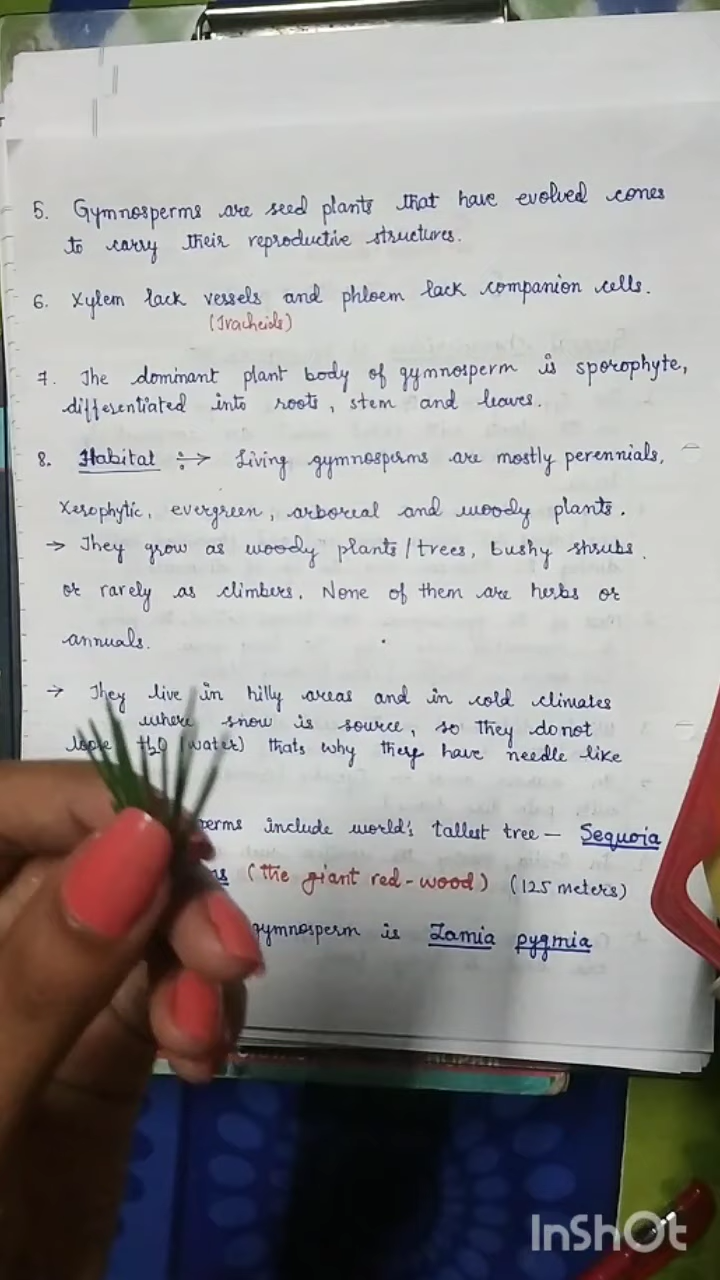 5. Gymnosperms are seed plants that have evolved cones
to carry their reproductive structures.
6. Xylem lack vessels and phloem lack companion cells.
(Tracheids)
7. The dominant plant body of gymnosperm is sporophyte,
differentiated into roots, stem and leaves.
8. Habitat ÷→ Living gymnosperms are mostly perennials,
Xerophytic, evergreen, arboreal and woody plants.
→ They grow as woody plants/trees, bushy shrubs
or rarely as climbers. None of them are herbs or
annuals.
→ They live in hilly areas and in cold climates
where snow is source, so they do not
H₂O (water) thats why they have needle like
perms include world's tallest tree - Sequoia
(the giant red-wood) (125 meters)
gymnosperm is Zamia pygmia
InShOt